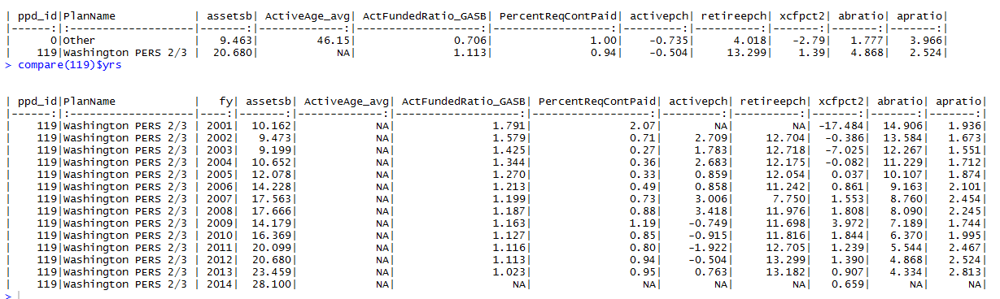 | ppd_id|PlanName            | assetsb| ActiveAge_avg| ActFundedRatio_GASB| PercentReqContPaid| activepch| retireepch| xcfpct2| abratio| apratio|
|------:|:-------------------|-------:|-------------:|-------------------:|------------------:|---------:|----------:|-------:|-------:|-------:|
|      0|Other               |   9.463|         46.15|               0.706|               1.00|    -0.735|      4.018|   -2.79|   1.777|   3.966|
|    119|Washington PERS 2/3 |  20.680|            NA|               1.113|               0.94|    -0.504|     13.299|    1.39|   4.868|   2.524|
> compare(119)$yrs
| ppd_id|PlanName            |   fy| assetsb| ActiveAge_avg| ActFundedRatio_GASB| PercentReqContPaid| activepch| retireepch| xcfpct2| abratio| apratio|
|------:|:-------------------|----:|-------:|-------------:|-------------------:|------------------:|---------:|----------:|-------:|-------:|-------:|
|    119|Washington PERS 2/3 | 2001|  10.162|            NA|               1.791|               2.07|        NA|         NA| -17.484|  14.906|   1.936|
|    119|Washington PERS 2/3 | 2002|   9.473|            NA|               1.579|               0.71|     2.709|     12.704|  -0.386|  13.584|   1.673|
|    119|Washington PERS 2/3 | 2003|   9.199|            NA|               1.425|               0.27|     1.783|     12.718|  -7.025|  12.267|   1.551|
|    119|Washington PERS 2/3 | 2004|  10.652|            NA|               1.344|               0.36|     2.683|     12.175|  -0.082|  11.229|   1.712|
|    119|Washington PERS 2/3 | 2005|  12.078|            NA|               1.270|               0.33|     0.859|     12.054|   0.037|  10.107|   1.874|
|    119|Washington PERS 2/3 | 2006|  14.228|            NA|               1.213|               0.49|     0.858|     11.242|   0.861|   9.163|   2.101|
|    119|Washington PERS 2/3 | 2007|  17.563|            NA|               1.199|               0.73|     3.006|      7.750|   1.553|   8.760|   2.454|
|    119|Washington PERS 2/3 | 2008|  17.666|            NA|               1.187|               0.88|     3.418|     11.976|   1.808|   8.090|   2.245|
|    119|Washington PERS 2/3 | 2009|  14.179|            NA|               1.163|               1.19|    -0.749|     11.698|   3.972|   7.189|   1.744|
|    119|Washington PERS 2/3 | 2010|  16.369|            NA|               1.127|               0.85|    -0.915|     11.816|   1.844|   6.370|   1.995|
|    119|Washington PERS 2/3 | 2011|  20.099|            NA|               1.116|               0.80|    -1.922|     12.705|   1.239|   5.544|   2.467|
|    119|Washington PERS 2/3 | 2012|  20.680|            NA|               1.113|               0.94|    -0.504|     13.299|   1.390|   4.868|   2.524|
|    119|Washington PERS 2/3 | 2013|  23.459|            NA|               1.023|               0.95|     0.763|     13.182|   0.907|   4.334|   2.813|
|    119|Washington PERS 2/3 | 2014|  28.100|            NA|                  NA|                 NA|        NA|         NA|   0.659|      NA|      NA|
>